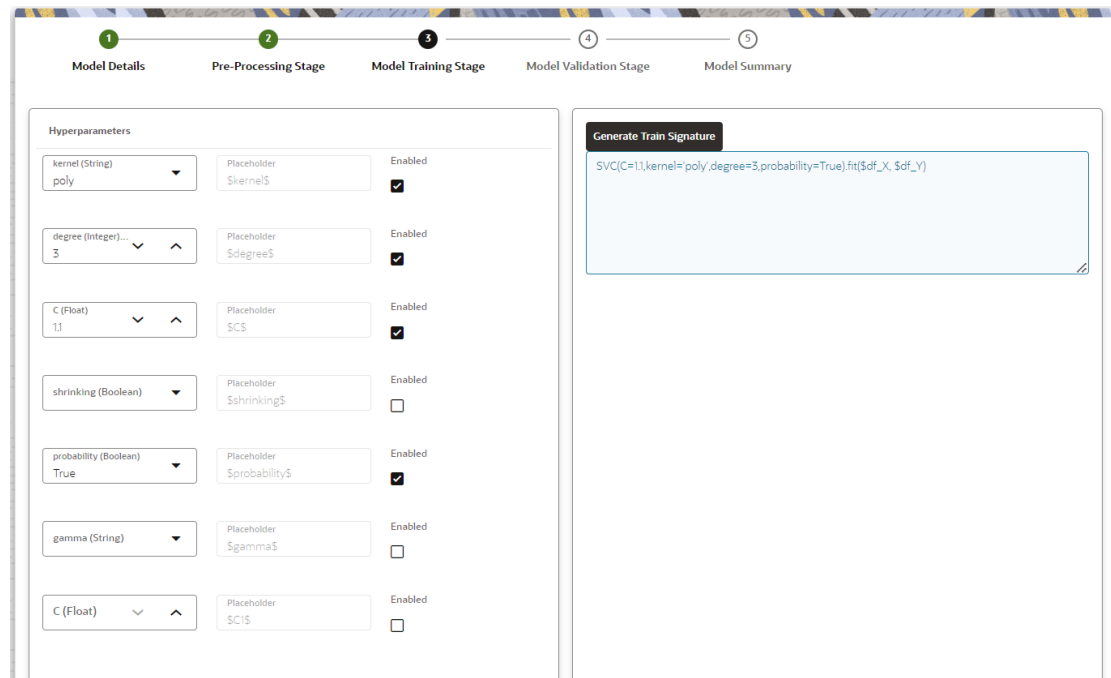 1 2 3 4 5
Model Details Pre-Processing Stage Model Training Stage Model Validation Stage Model Summary
Hyperparameters
kernel (String)
poly
Placeholder
$kernel$
Enabled
degree (Integer)...
3
Placeholder
$degree$
Enabled
C (Float)
1.1
Placeholder
$C$
Enabled
shrinking (Boolean)
Placeholder
$shrinking$
Enabled
probability (Boolean)
True
Placeholder
$probability$
Enabled
gamma (String)
Placeholder
$gamma$
Enabled
C (Float)
Placeholder
$C1$
Enabled
Generate Train Signature
SVC(C=1.1,kernel='poly',degree=3,probability=True).fit($df_X, $df_Y)